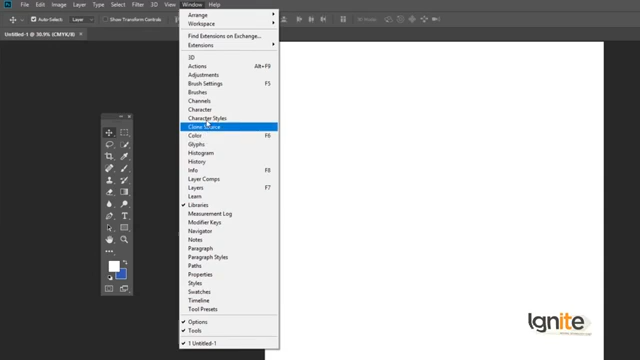 File Edit Image Layer Type Select Filter 3D View Window Help
Auto-Select: Layer Show Transform Controls
Untitled-1 @ 30.9% (CMYK/8) ×
Arrange
Workspace
Find Extensions on Exchange...
Extensions
3D
Actions Alt+F9
Adjustments
Brush Settings F5
Brushes
Channels
Character
Character Styles
Clone Source
Color F6
Glyphs
Histogram
History
Info F8
Layer Comps
Layers F7
Learn
Libraries
Measurement Log
Modifier Keys
Navigator
Notes
Paragraph
Paragraph Styles
Paths
Properties
Styles
Swatches
Timeline
Tool Presets
Options
Tools
1 Untitled-1
Ignite